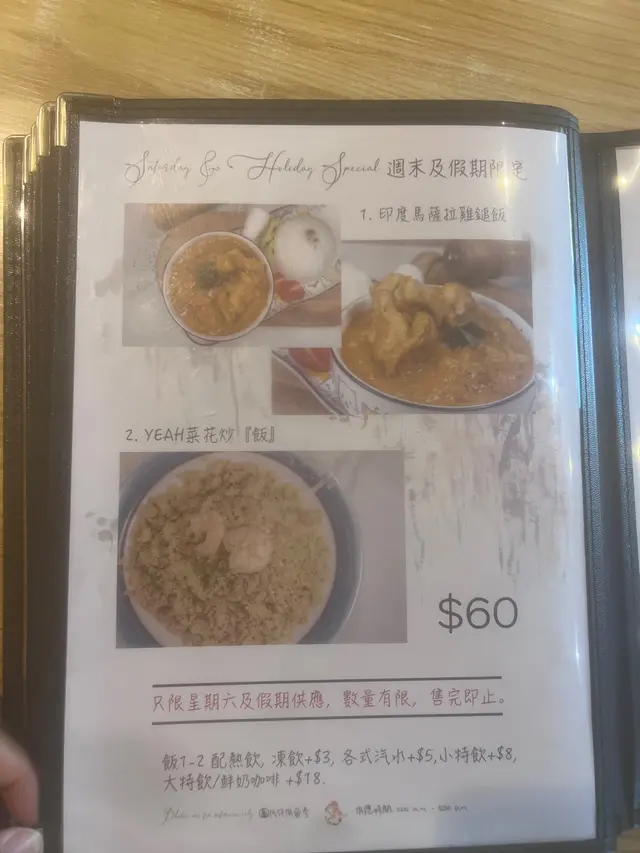 Saturday & Holiday Special 週末及假期限定
1. 印度馬薩拉雞鎚飯
2. YEAH菜花炒『飯』
$60
只限星期六及假期供應, 數量有限, 售完即止。
飯1-2 配熱飲, 凍飲+$3, 各式汽水+$5,小特飲+$8,
大特飲/鮮奶咖啡 +$18.